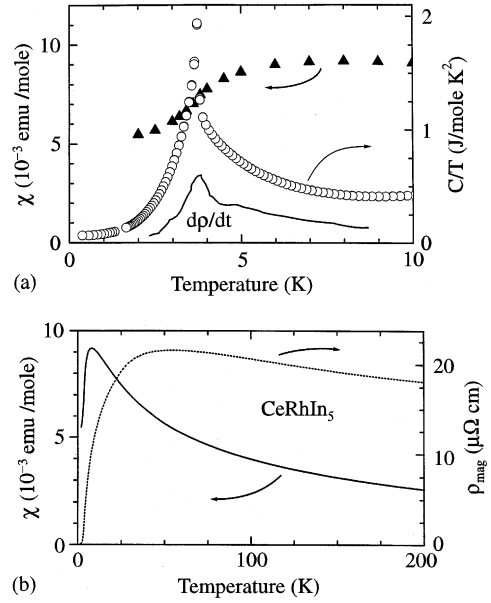 10
2
χ (10⁻³ emu /mole)
C/T (J/mole K²)
5
1
dρ/dt
0
0
0
5
10
(a)
Temperature (K)
10
20
χ (10⁻³ emu /mole)
ρmag (μΩ cm)
CeRhIn₅
5
10
0
0
0
100
200
(b)
Temperature (K)